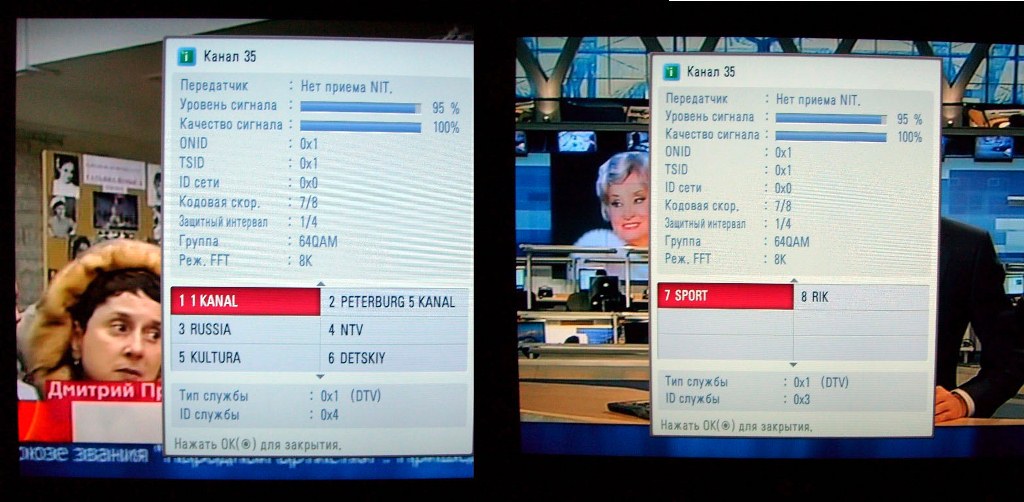 Канал 35
Передатчик : Нет приема NIT.
Уровень сигнала : 95 %
Качество сигнала : 100%
ONID : 0x1
TSID : 0x1
ID сети : 0x0
Кодовая скор. : 7/8
Защитный интервал : 1/4
Группа : 64QAM
Реж. FFT : 8K
1 1 KANAL
2 PETERBURG 5 KANAL
3 RUSSIA
4 NTV
5 KULTURA
6 DETSKIY
Тип службы : 0x1 (DTV)
ID службы : 0x4
Нажать OK(◉) для закрытия.
Дмитрий Пр
оюзе звания
Канал 35
Передатчик : Нет приема NIT.
Уровень сигнала : 95 %
Качество сигнала : 100%
ONID : 0x1
TSID : 0x1
ID сети : 0x0
Кодовая скор. : 7/8
Защитный интервал : 1/4
Группа : 64QAM
Реж. FFT : 8K
7 SPORT
8 RIK
Тип службы : 0x1 (DTV)
ID службы : 0x3
Нажать OK(◉) для закрытия.